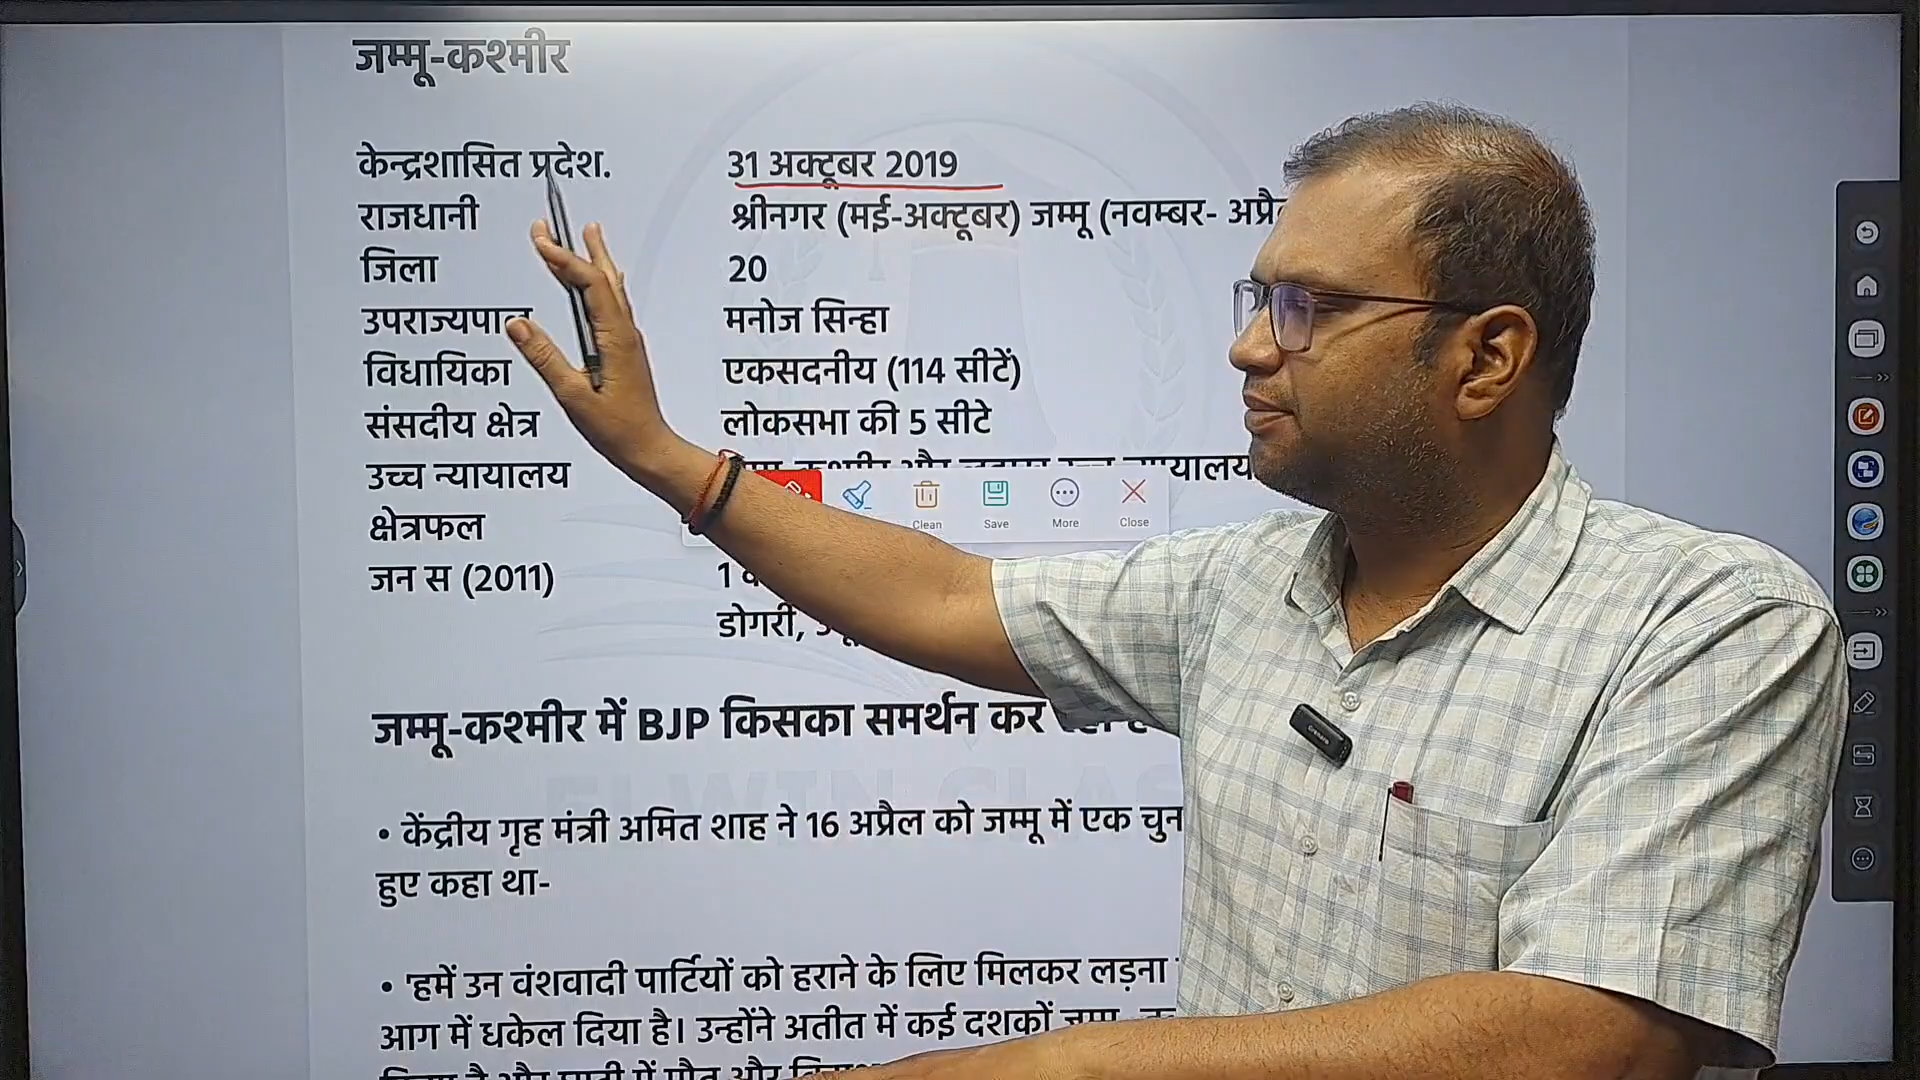 जम्मू-कश्मीर
केन्द्रशासित प्रदेश. 31 अक्टूबर 2019
राजधानी श्रीनगर (मई-अक्टूबर) जम्मू (नवम्बर-
जिला 20
उपराज्यपाल मनोज सिन्हा
विधायिका एकसदनीय (114 सीटें)
संसदीय क्षेत्र लोकसभा की 5 सीटे
उच्च न्यायालय
Clean Save More Close
क्षेत्रफल
जन स (2011) 1
डोगरी,
जम्मू-कश्मीर में BJP किसका समर्थन कर
• केंद्रीय गृह मंत्री अमित शाह ने 16 अप्रैल को जम्मू में एक
हुए कहा था-
• 'हमें उन वंशवादी पार्टियों को हराने के लिए मिलकर लड़ना
आग में धकेल दिया है। उन्होंने अतीत में कई दशकों